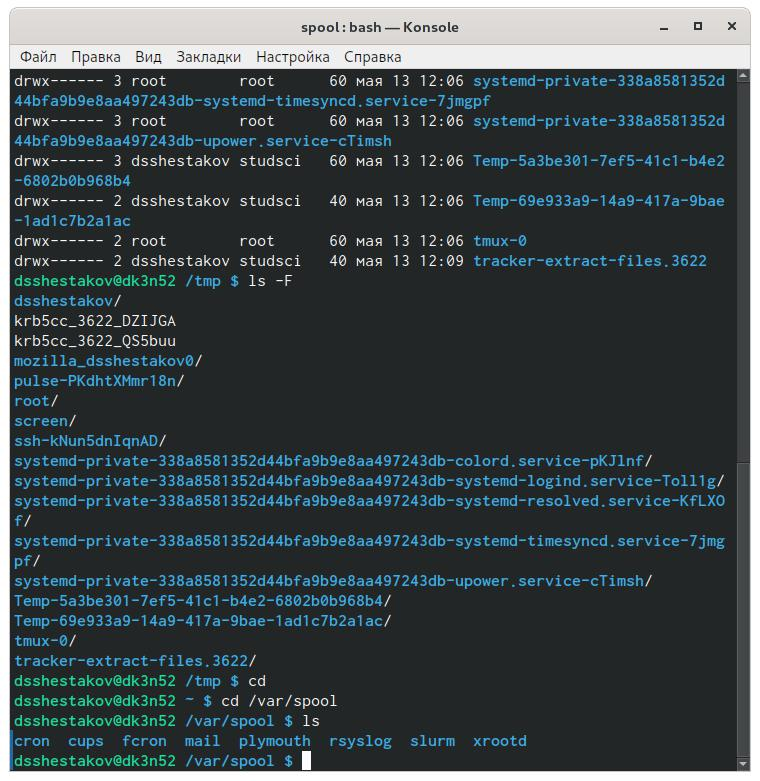 spool : bash — Konsole
Файл Правка Вид Закладки Настройка Справка
drwx------ 3 root        root      60 мая 13 12:06 systemd-private-338a8581352d
44bfa9b9e8aa497243db-systemd-timesyncd.service-7jmgpf
drwx------ 3 root        root      60 мая 13 12:06 systemd-private-338a8581352d
44bfa9b9e8aa497243db-upower.service-cTimsh
drwx------ 3 dsshestakov studsci   60 мая 13 12:06 Temp-5a3be301-7ef5-41c1-b4e2
-6802b0b968b4
drwx------ 2 dsshestakov studsci   40 мая 13 12:06 Temp-69e933a9-14a9-417a-9bae
-1ad1c7b2a1ac
drwx------ 2 root        root      60 мая 13 12:06 tmux-0
drwx------ 2 dsshestakov studsci   40 мая 13 12:09 tracker-extract-files.3622
dsshestakov@dk3n52 /tmp $ ls -F
dsshestakov/
krb5cc_3622_DZIJGA
krb5cc_3622_QS5buu
mozilla_dsshestakov0/
pulse-PKdhtXMmr18n/
root/
screen/
ssh-kNun5dnIqnAD/
systemd-private-338a8581352d44bfa9b9e8aa497243db-colord.service-pKJlnf/
systemd-private-338a8581352d44bfa9b9e8aa497243db-systemd-logind.service-Toll1g/
systemd-private-338a8581352d44bfa9b9e8aa497243db-systemd-resolved.service-KfLXO
f/
systemd-private-338a8581352d44bfa9b9e8aa497243db-systemd-timesyncd.service-7jmg
pf/
systemd-private-338a8581352d44bfa9b9e8aa497243db-upower.service-cTimsh/
Temp-5a3be301-7ef5-41c1-b4e2-6802b0b968b4/
Temp-69e933a9-14a9-417a-9bae-1ad1c7b2a1ac/
tmux-0/
tracker-extract-files.3622/
dsshestakov@dk3n52 /tmp $ cd
dsshestakov@dk3n52 ~ $ cd /var/spool
dsshestakov@dk3n52 /var/spool $ ls
cron  cups  fcron  mail  plymouth  rsyslog  slurm  xrootd
dsshestakov@dk3n52 /var/spool $